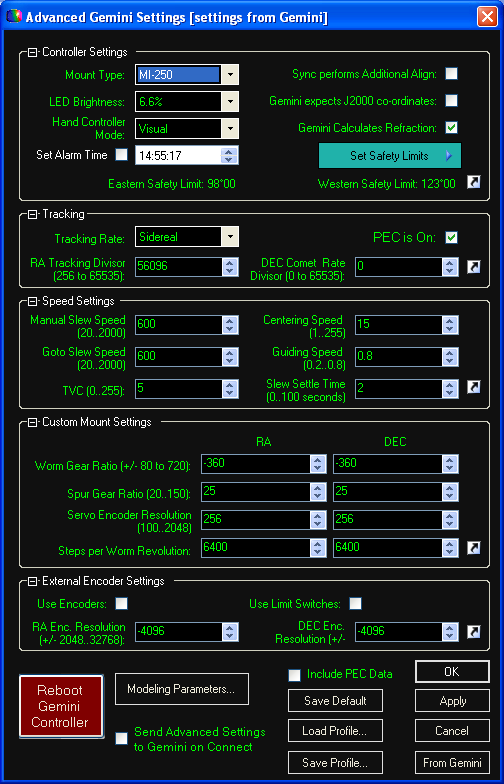 Advanced Gemini Settings [settings from Gemini]
Controller Settings
Mount Type: MI-250
Sync performs Additional Align:
LED Brightness: 6.6%
Gemini expects J2000 co-ordinates:
Hand Controller
Mode: Visual
Gemini Calculates Refraction:
Set Alarm Time 14:55:17
Set Safety Limits
Eastern Safety Limit: 98°00
Western Safety Limit: 123°00
Tracking
Tracking Rate: Sidereal
PEC is On:
RA Tracking Divisor
(256 to 65535): 56096
DEC Comet Rate
Divisor (0 to 65535): 0
Speed Settings
Manual Slew Speed
(20..2000) 600
Centering Speed
(1..255) 15
Goto Slew Speed
(20..2000) 600
Guiding Speed
(0.2..0.8) 0.8
TVC (0..255): 5
Slew Settle Time
(0..100 seconds) 2
Custom Mount Settings
RA DEC
Worm Gear Ratio (+/- 80 to 720): -360 -360
Spur Gear Ratio (20..150): 25 25
Servo Encoder Resolution
(100..2048) 256 256
Steps per Worm Revolution: 6400 6400
External Encoder Settings
Use Encoders:
Use Limit Switches:
RA Enc. Resolution
(+/- 2048..32768): -4096
DEC Enc.
Resolution (+/- -4096
Reboot
Gemini
Controller
Modeling Parameters...
Send Advanced Settings
to Gemini on Connect
Include PEC Data
Save Default
Load Profile...
Save Profile...
OK
Apply
Cancel
From Gemini